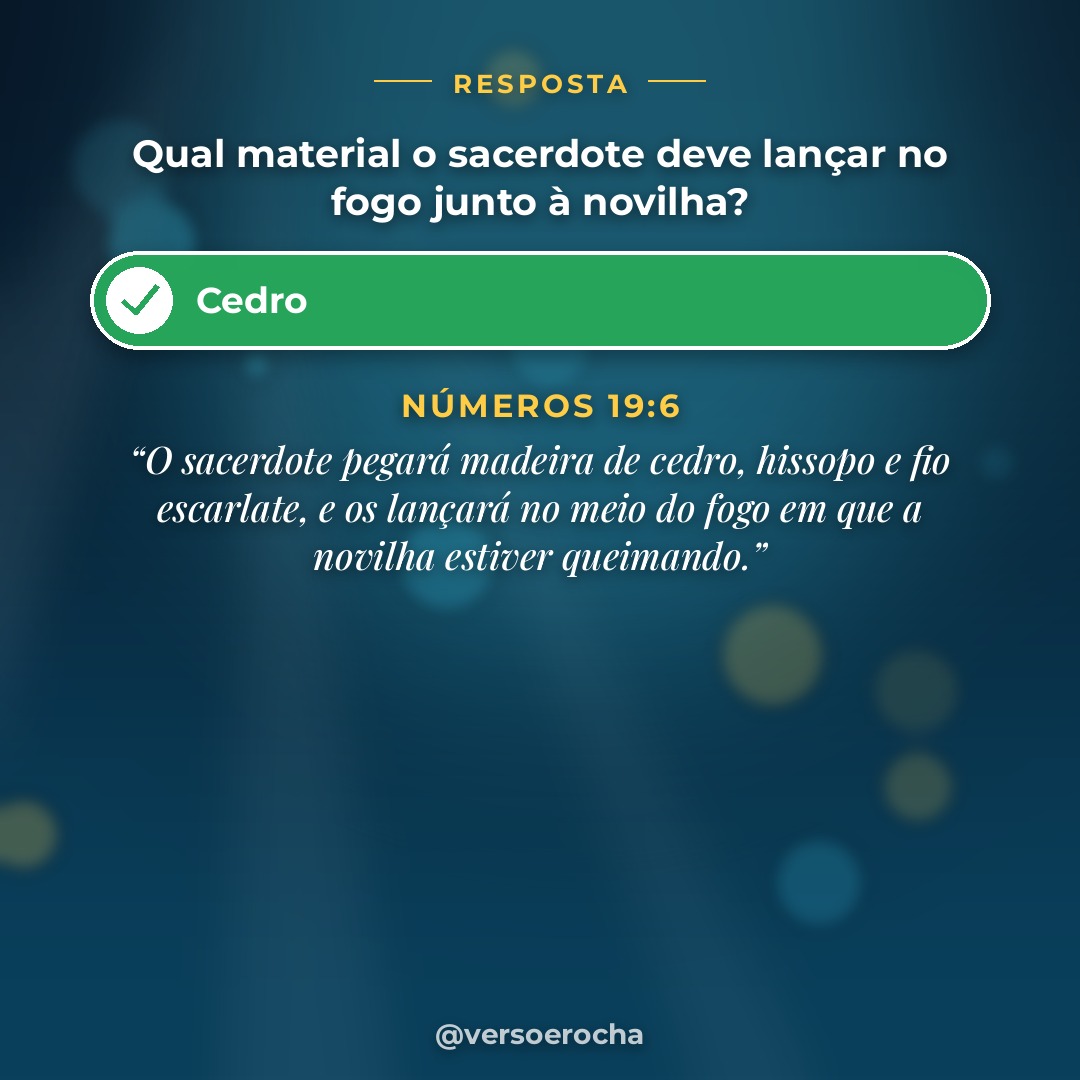 RESPOSTA
Qual material o sacerdote deve lançar no
fogo junto à novilha?
Cedro
NÚMEROS 19:6
“O sacerdote pegará madeira de cedro, hissopo e fio
escarlate, e os lançará no meio do fogo em que a
novilha estiver queimando.”
@versoerocha